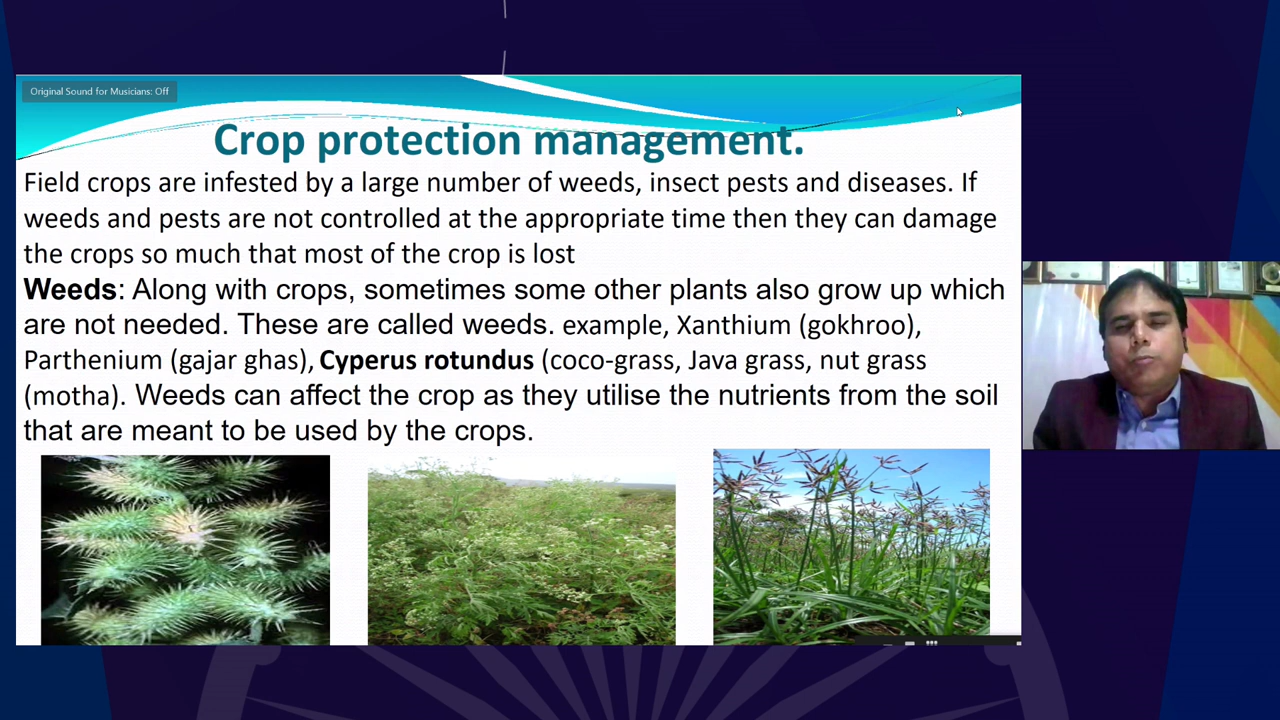 Original Sound for Musicians: Off
Crop protection management.
Field crops are infested by a large number of weeds, insect pests and diseases. If
weeds and pests are not controlled at the appropriate time then they can damage
the crops so much that most of the crop is lost
Weeds: Along with crops, sometimes some other plants also grow up which
are not needed. These are called weeds. example, Xanthium (gokhroo),
Parthenium (gajar ghas), Cyperus rotundus (coco-grass, Java grass, nut grass
(motha). Weeds can affect the crop as they utilise the nutrients from the soil
that are meant to be used by the crops.